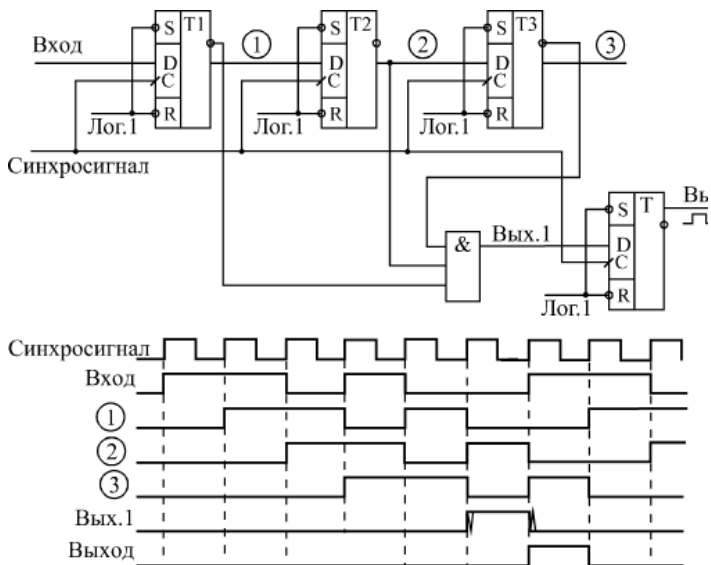 S T1 S T2 S T3
Вход 1 2 3
D D D
C C C
R R R
Лог.1 Лог.1 Лог.1
Синхросигнал
S T Вы
& Вых.1 D
C
R
Лог.1
Синхросигнал
Вход
1
2
3
Вых.1
Выход